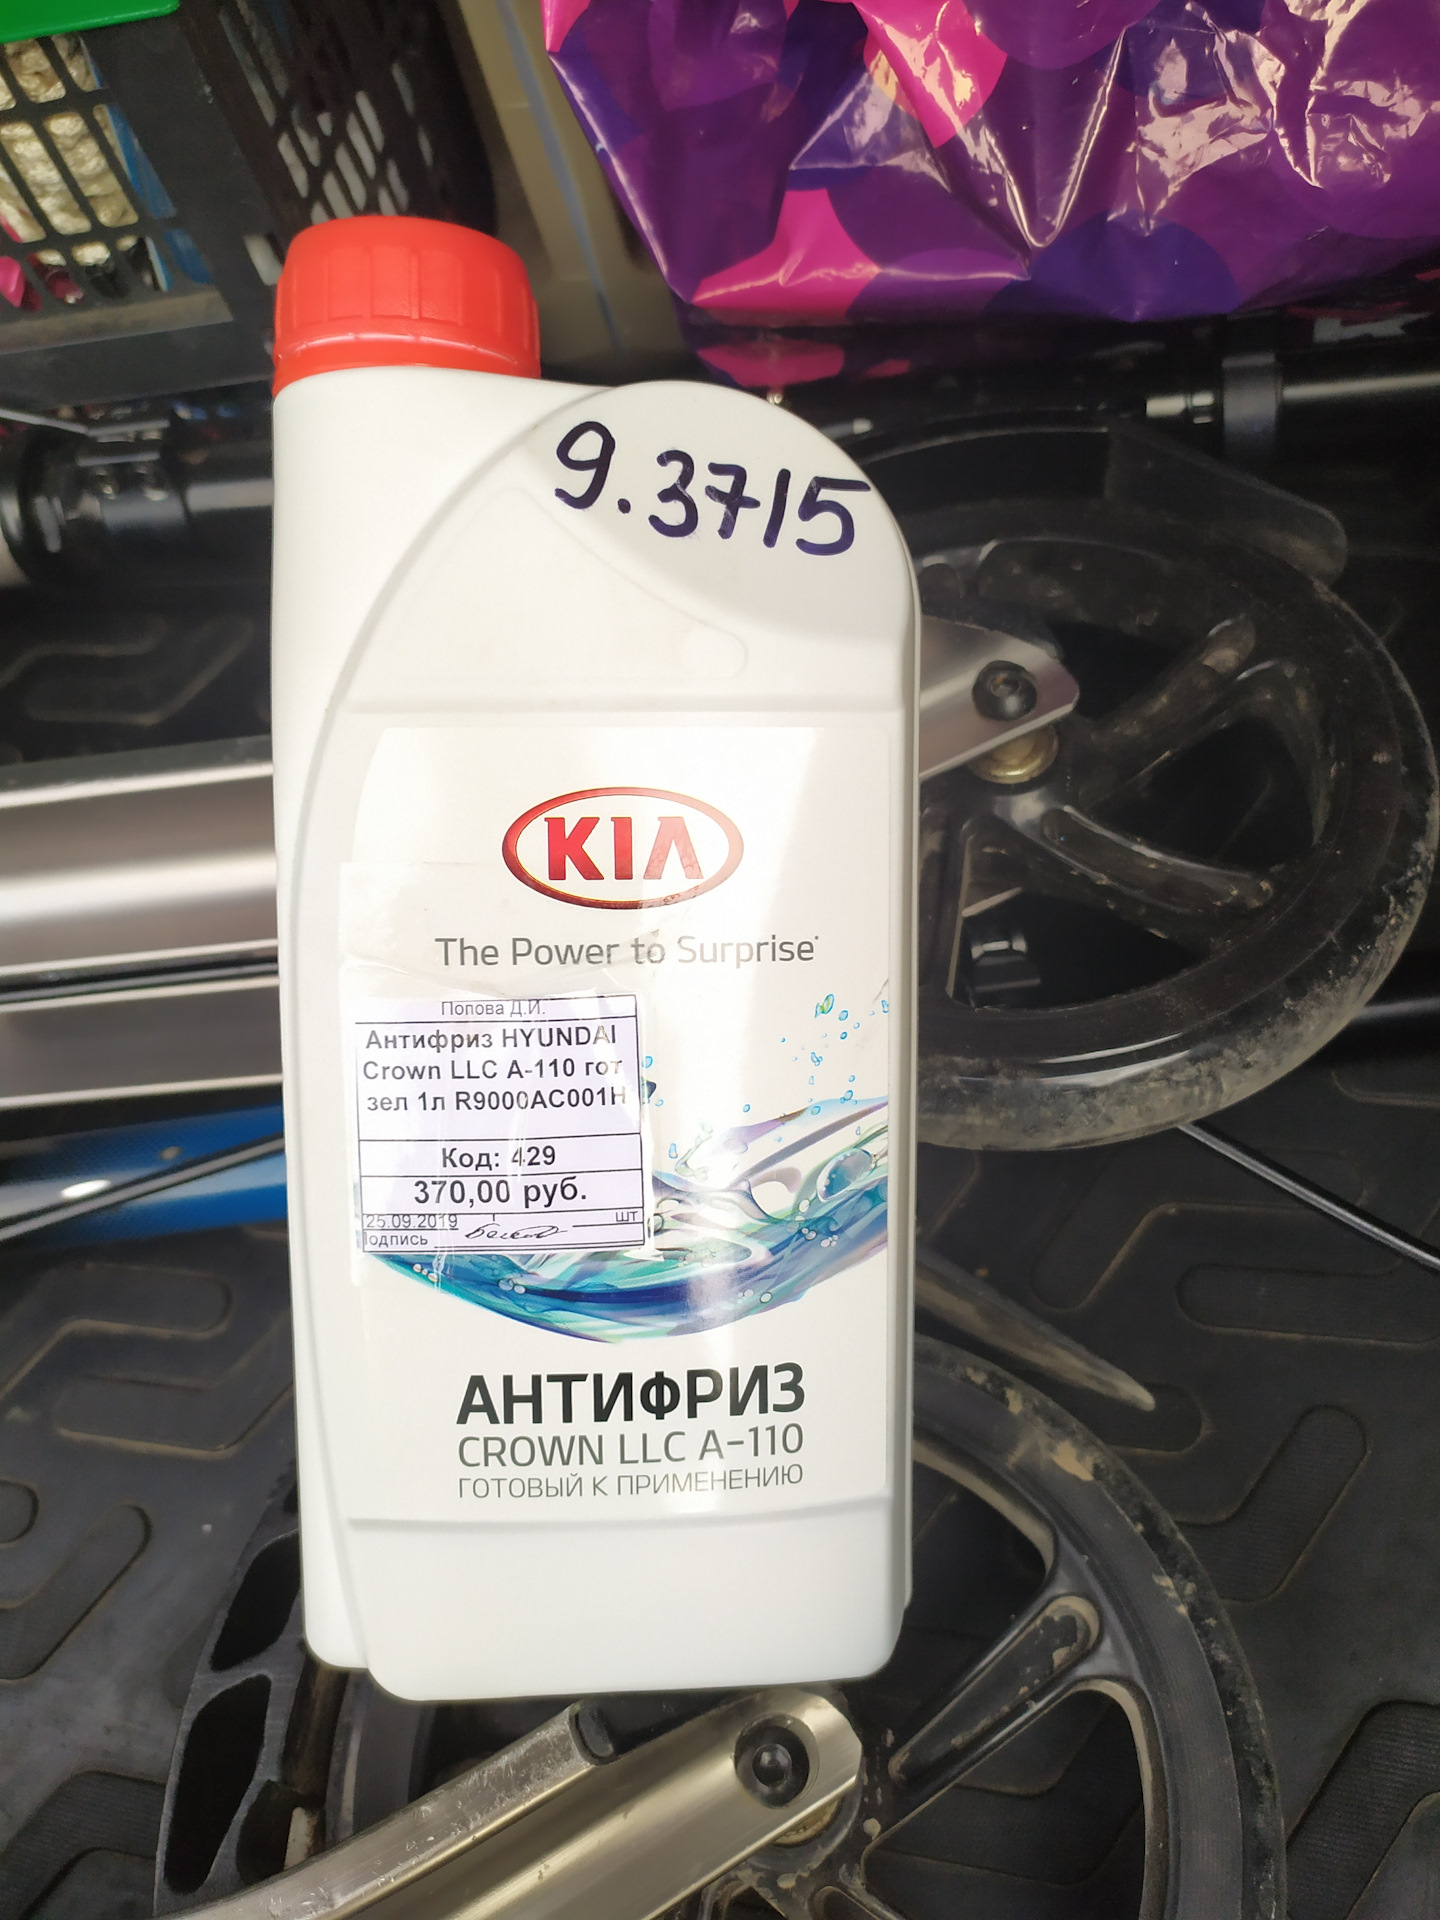 9.3715
KIA
The Power to Surprise
Попова Д.И.
Антифриз HYUNDAI
Crown LLC A-110 гот
зел 1л R9000AC001H
Код: 429
370,00 руб.
25.09.2019 шт
одпись
АНТИФРИЗ
CROWN LLC A-110
ГОТОВЫЙ К ПРИМЕНЕНИЮ